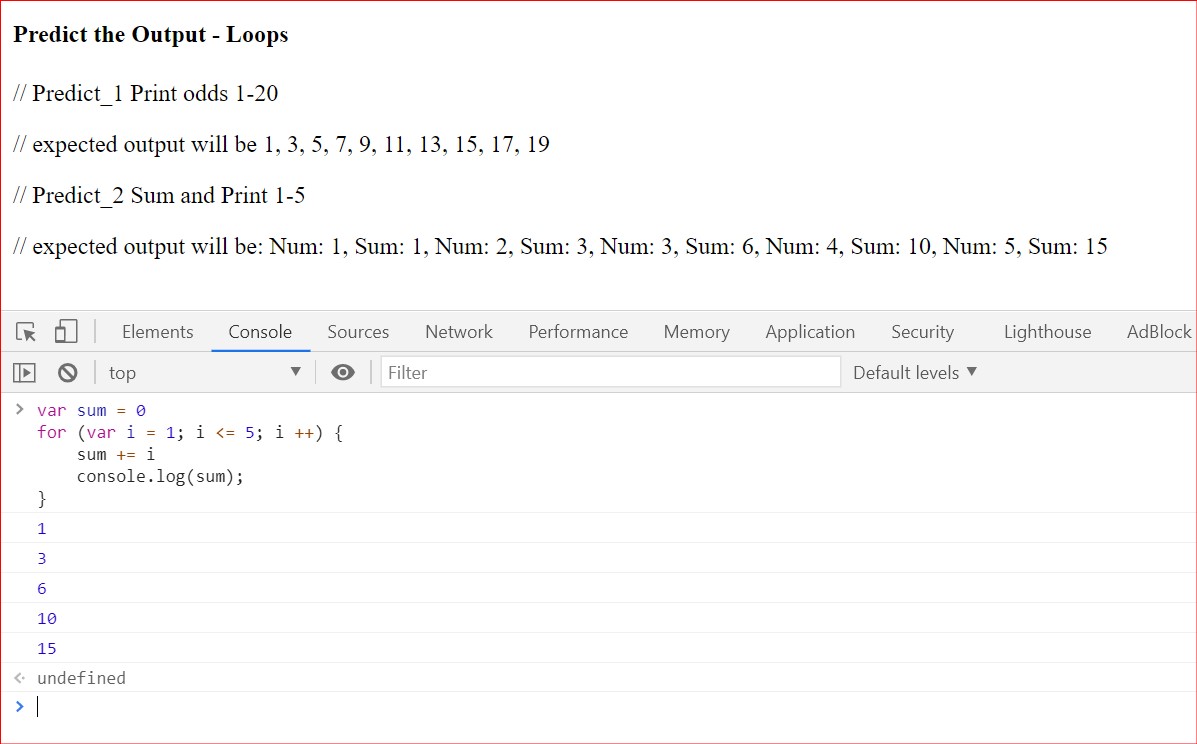 Predict the Output - Loops
// Predict_1 Print odds 1-20
// expected output will be 1, 3, 5, 7, 9, 11, 13, 15, 17, 19
// Predict_2 Sum and Print 1-5
// expected output will be: Num: 1, Sum: 1, Num: 2, Sum: 3, Num: 3, Sum: 6, Num: 4, Sum: 10, Num: 5, Sum: 15
Elements Console Sources Network Performance Memory Application Security Lighthouse AdBlock
top Filter Default levels
var sum = 0
for (var i = 1; i <= 5; i ++) {
    sum += i
    console.log(sum);
}
1
3
6
10
15
undefined